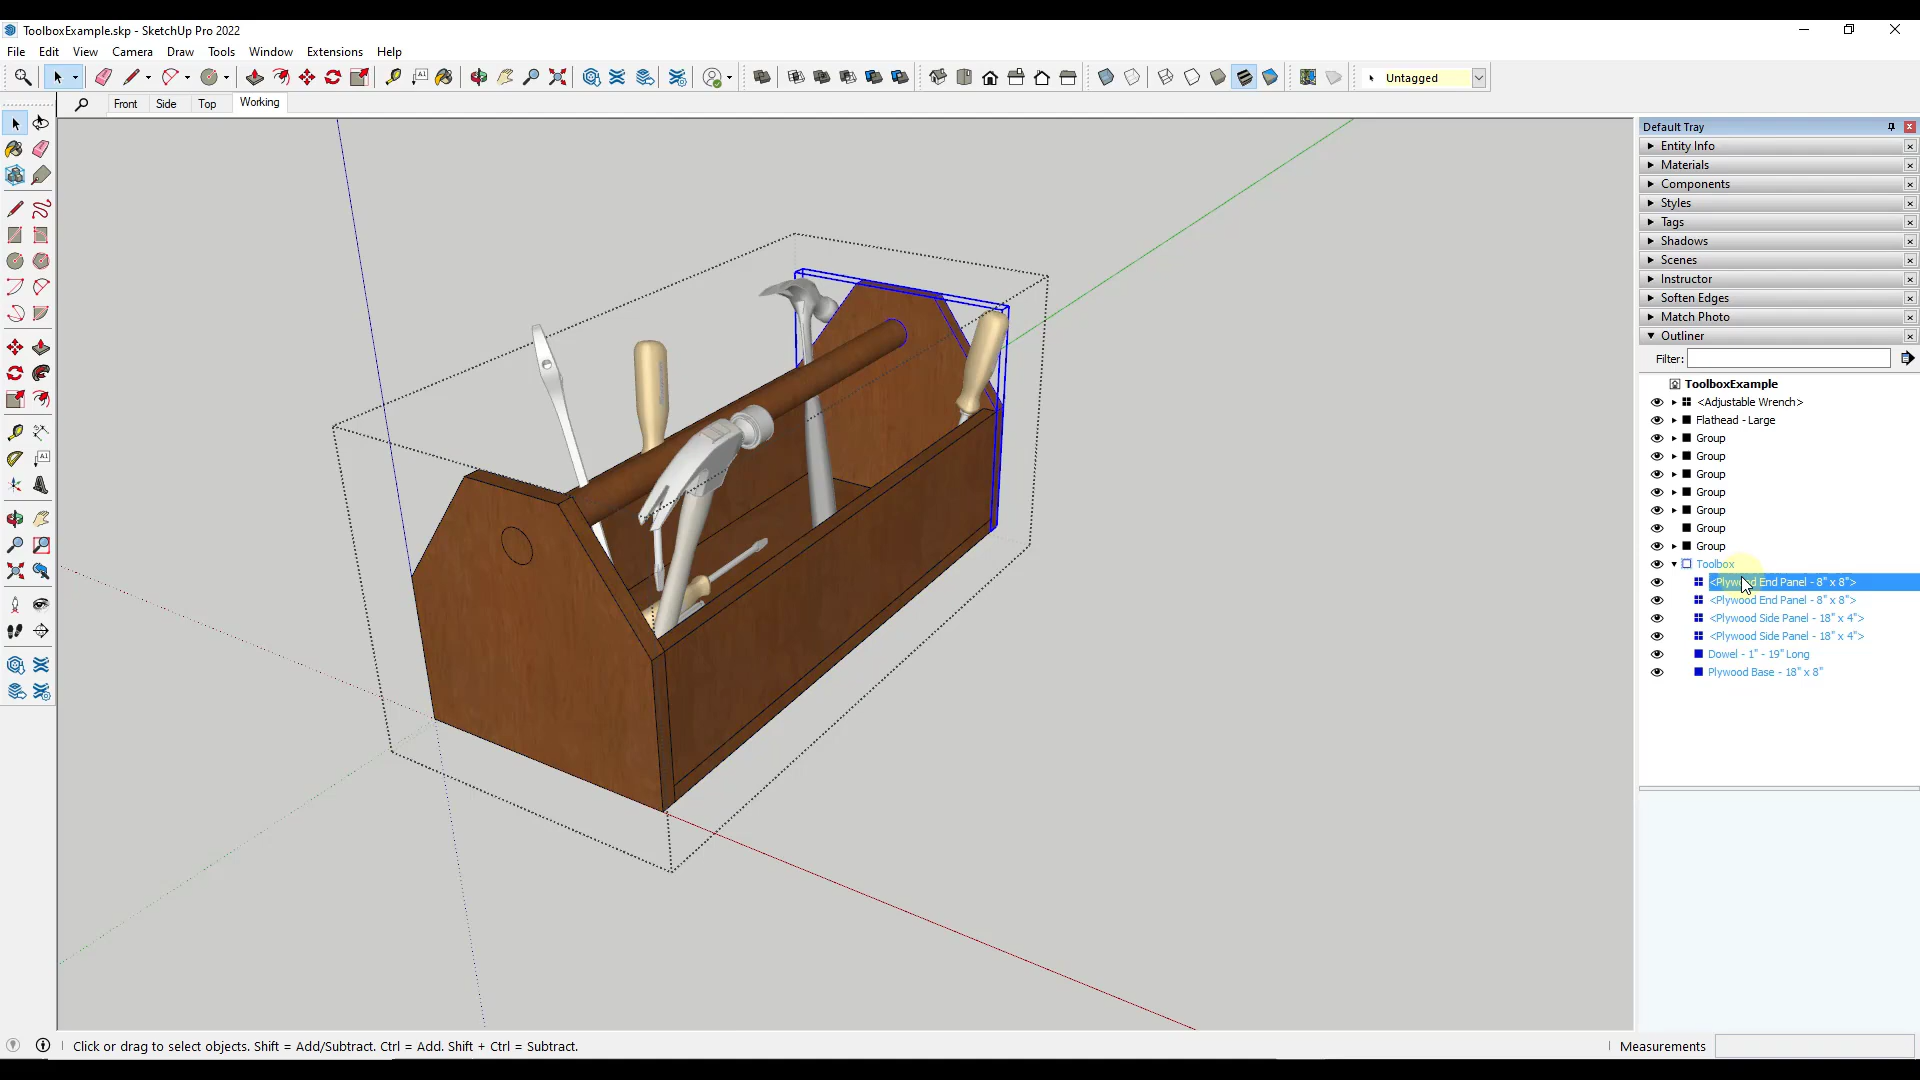 ToolboxExample.skp - SketchUp Pro 2022
File Edit View Camera Draw Tools Window Extensions Help
Untagged
Front Side Top Working
Default Tray
Entity Info
Materials
Components
Styles
Tags
Shadows
Scenes
Instructor
Soften Edges
Match Photo
Outliner
Filter:
ToolboxExample
<Adjustable Wrench>
Flathead - Large
Group
Group
Group
Group
Group
Group
Group
Toolbox
<Plywood End Panel - 8" x 8">
<Plywood End Panel - 8" x 8">
<Plywood Side Panel - 18" x 4">
<Plywood Side Panel - 18" x 4">
Dowel - 1" - 19" Long
Plywood Base - 18" x 8"
Click or drag to select objects. Shift = Add/Subtract. Ctrl = Add. Shift + Ctrl = Subtract.
Measurements